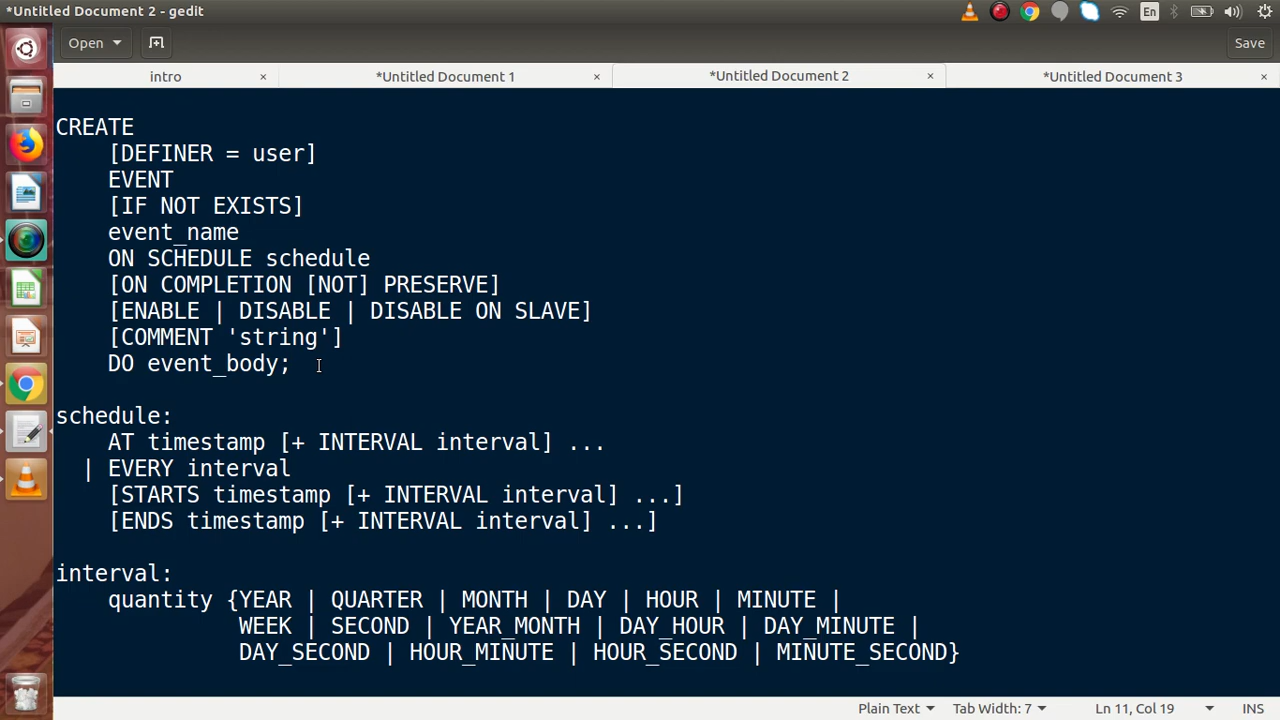 *Untitled Document 2 - gedit
En
Open
Save
intro
*Untitled Document 1
*Untitled Document 2
*Untitled Document 3
CREATE
[DEFINER = user]
EVENT
[IF NOT EXISTS]
event_name
ON SCHEDULE schedule
[ON COMPLETION [NOT] PRESERVE]
[ENABLE | DISABLE | DISABLE ON SLAVE]
[COMMENT 'string']
DO event_body;
schedule:
AT timestamp [+ INTERVAL interval] ...
| EVERY interval
[STARTS timestamp [+ INTERVAL interval] ...]
[ENDS timestamp [+ INTERVAL interval] ...]
interval:
quantity {YEAR | QUARTER | MONTH | DAY | HOUR | MINUTE |
WEEK | SECOND | YEAR_MONTH | DAY_HOUR | DAY_MINUTE |
DAY_SECOND | HOUR_MINUTE | HOUR_SECOND | MINUTE_SECOND}
Plain Text
Tab Width: 7
Ln 11, Col 19
INS